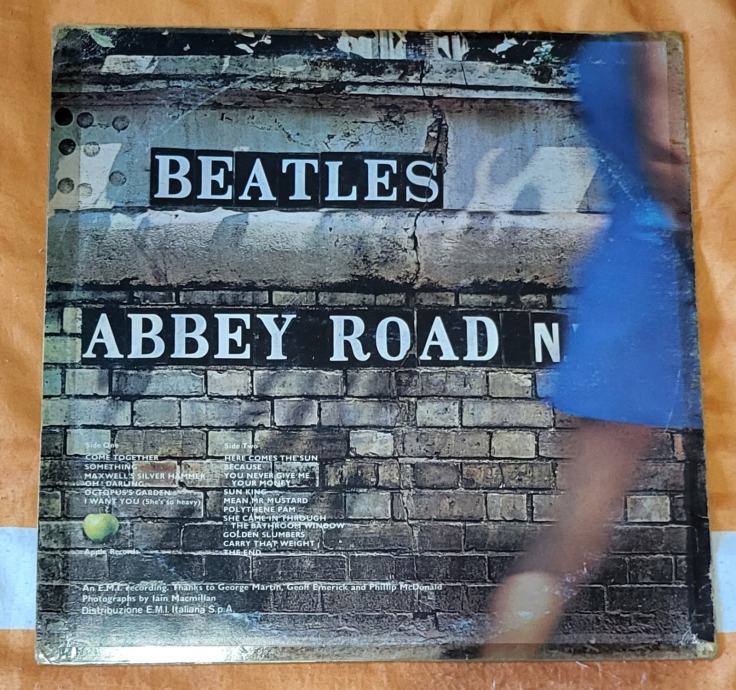 BEATLES
ABBEY ROAD N
Side One
COME TOGETHER
SOMETHING
MAXWELL'S SILVER HAMMER
OH! DARLING
OCTOPUS'S GARDEN
I WANT YOU (She's so heavy)
Apple Records
Side Two
HERE COMES THE SUN
BECAUSE
YOU NEVER GIVE ME
YOUR MONEY
SUN KING
MEAN MR MUSTARD
POLYTHENE PAM
SHE CAME IN THROUGH
THE BATHROOM WINDOW
GOLDEN SLUMBERS
CARRY THAT WEIGHT
THE END
An E.M.I. recording. Thanks to George Martin, Geoff Emerick and Phillip McDonald
Photographs by Iain Macmillan
Distribuzione E.M.I. Italiana S.p.A.